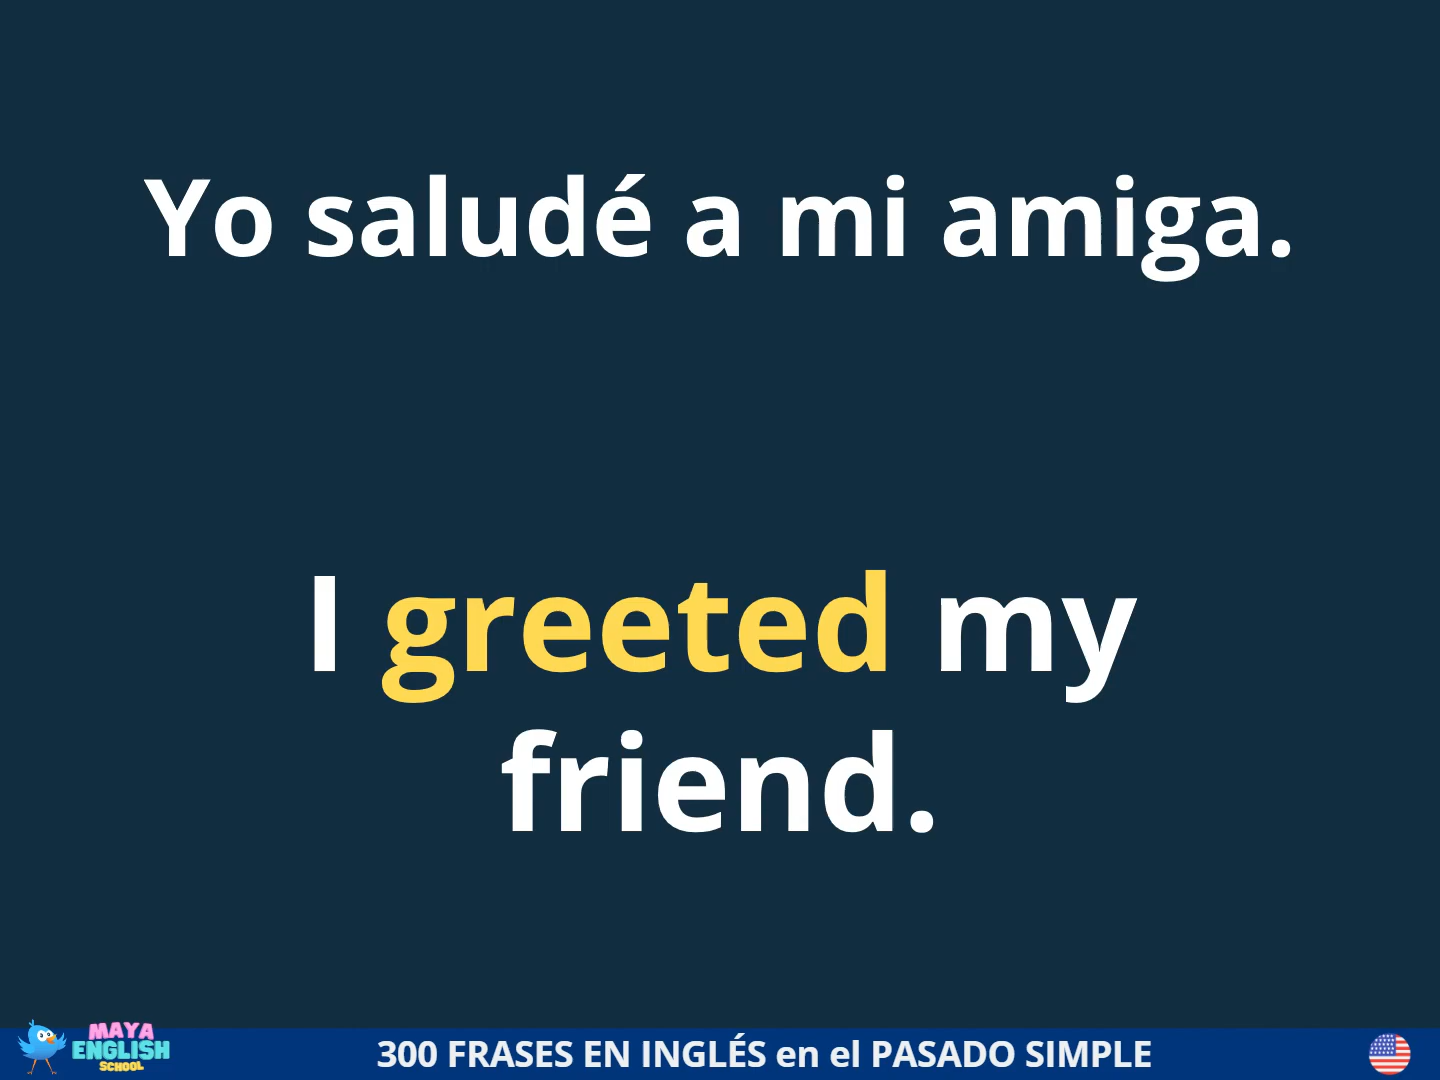 Yo saludé a mi amiga.
I greeted my
friend.
MAYA
ENGLISH
SCHOOL
300 FRASES EN INGLÉS en el PASADO SIMPLE